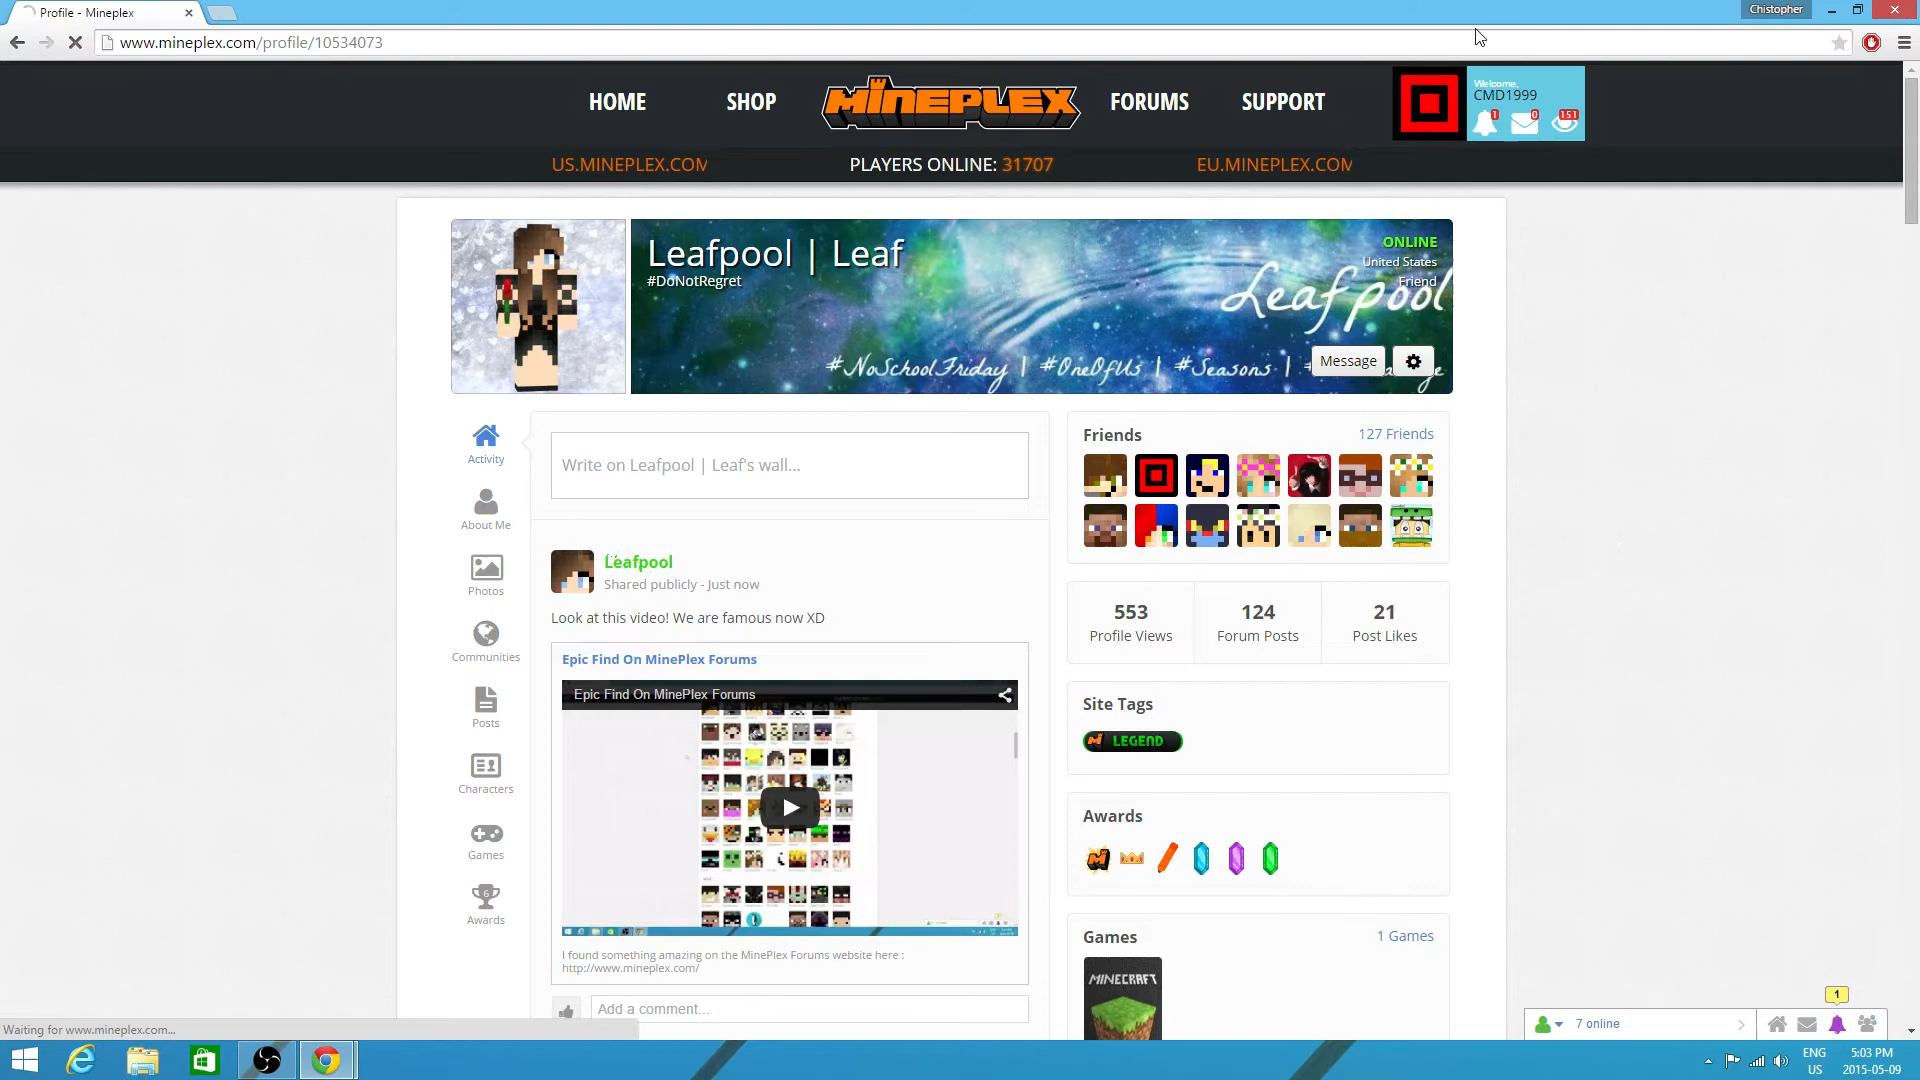 Profile - Mineplex
Chistopher
www.mineplex.com/profile/10534073
HOME
SHOP
MINEPLEX
FORUMS
SUPPORT
Welcome,
CMD1999
1
0
151
US.MINEPLEX.COM
PLAYERS ONLINE: 31707
EU.MINEPLEX.COM
Leafpool | Leaf
#DoNotRegret
ONLINE
United States
Friend
Leafpool
#NoSchoolFriday | #OneOfUs | #Seasons |
Message
Activity
About Me
Photos
Communities
Posts
Characters
Games
6
Awards
Write on Leafpool | Leaf's wall...
Leafpool
Shared publicly - Just now
Look at this video! We are famous now XD
Epic Find On MinePlex Forums
Epic Find On MinePlex Forums
I found something amazing on the MinePlex Forums website here :
http://www.mineplex.com/
Add a comment...
Friends
127 Friends
553
Profile Views
124
Forum Posts
21
Post Likes
Site Tags
LEGEND
Awards
Games
1 Games
MINECRAFT
1
7 online
Waiting for www.mineplex.com...
ENG
US
5:03 PM
2015-05-09